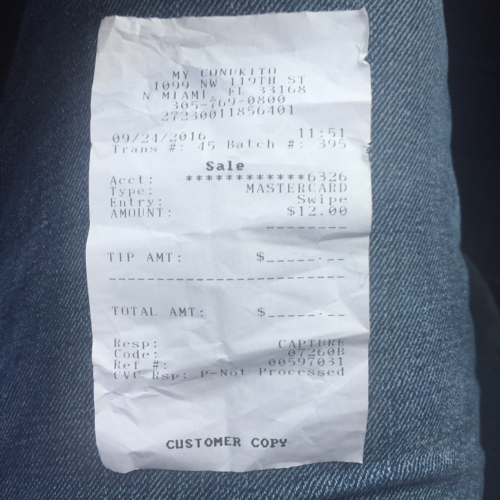 MY CONUKITO
1099 NW 119TH ST
N MIAMI, FL 33168
305-769-0800
27230011856401
09/24/2016 11:51
Trans #: 45 Batch #: 395
Sale
Acct: ************6326
Type: MASTERCARD
Entry: Swipe
AMOUNT: $12.00
TIP AMT: $_____.__
TOTAL AMT: $_____.__
Resp: CAPTURE
Code: 07260B
Ref #: 00597031
CVC Rsp: P-Not Processed
CUSTOMER COPY